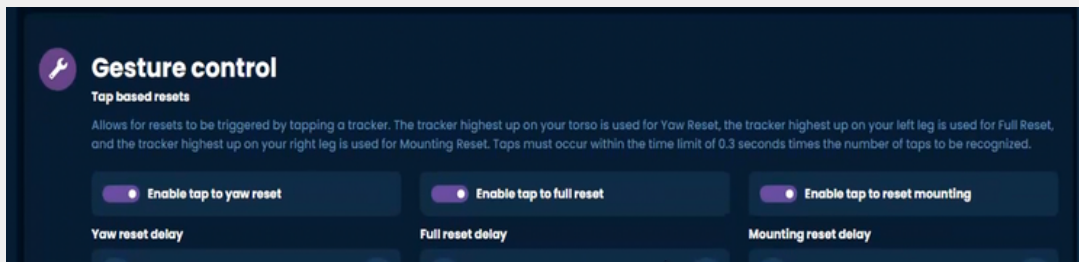 Gesture control
Tap based resets
Allows for resets to be triggered by tapping a tracker. The tracker highest up on your torso is used for Yaw Reset, the tracker highest up on your left leg is used for Full Reset,
and the tracker highest up on your right leg is used for Mounting Reset. Taps must occur within the time limit of 0.3 seconds times the number of taps to be recognized.
Enable tap to yaw reset
Enable tap to full reset
Enable tap to reset mounting
Yaw reset delay
Full reset delay
Mounting reset delay